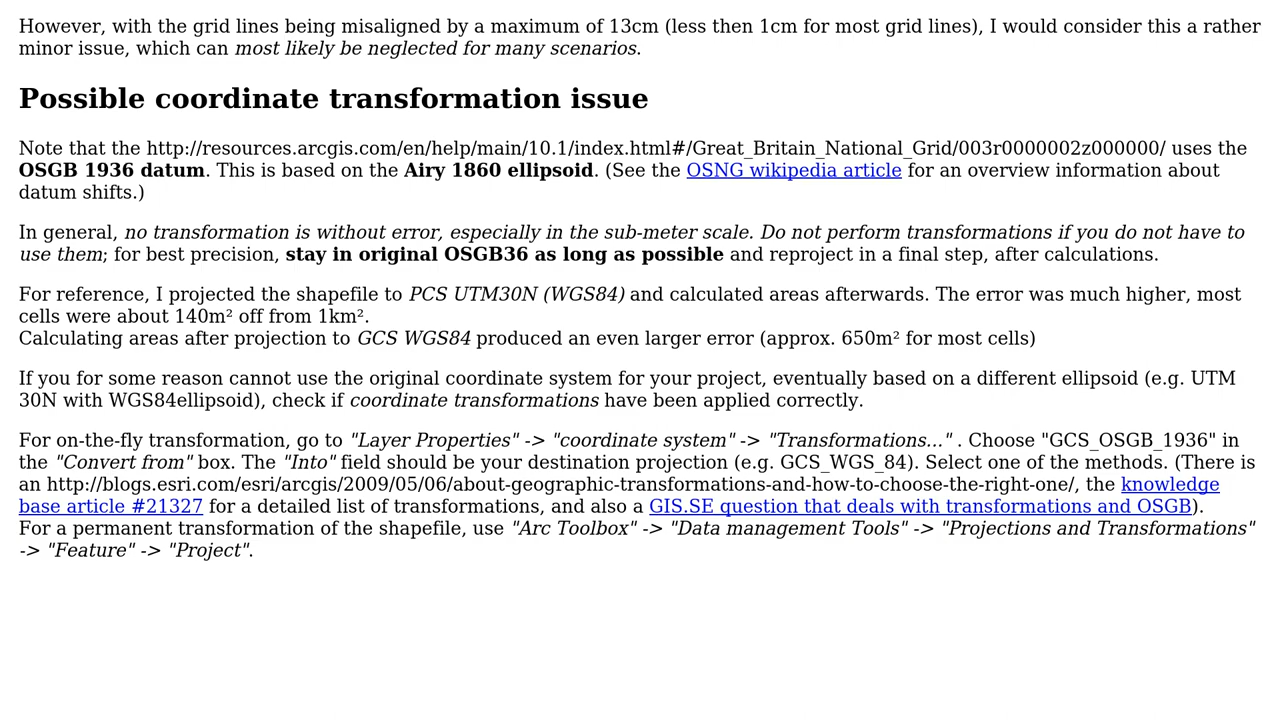 However, with the grid lines being misaligned by a maximum of 13cm (less then 1cm for most grid lines), I would consider this a rather
minor issue, which can most likely be neglected for many scenarios.
Possible coordinate transformation issue
Note that the http://resources.arcgis.com/en/help/main/10.1/index.html#/Great_Britain_National_Grid/003r0000002z000000/ uses the
OSGB 1936 datum. This is based on the Airy 1860 ellipsoid. (See the OSNG wikipedia article for an overview information about
datum shifts.)
In general, no transformation is without error, especially in the sub-meter scale. Do not perform transformations if you do not have to
use them; for best precision, stay in original OSGB36 as long as possible and reproject in a final step, after calculations.
For reference, I projected the shapefile to PCS UTM30N (WGS84) and calculated areas afterwards. The error was much higher, most
cells were about 140m² off from 1km².
Calculating areas after projection to GCS WGS84 produced an even larger error (approx. 650m² for most cells)
If you for some reason cannot use the original coordinate system for your project, eventually based on a different ellipsoid (e.g. UTM
30N with WGS84ellipsoid), check if coordinate transformations have been applied correctly.
For on-the-fly transformation, go to "Layer Properties" -> "coordinate system" -> "Transformations..." . Choose "GCS_OSGB_1936" in
the "Convert from" box. The "Into" field should be your destination projection (e.g. GCS_WGS_84). Select one of the methods. (There is
an http://blogs.esri.com/esri/arcgis/2009/05/06/about-geographic-transformations-and-how-to-choose-the-right-one/, the knowledge
base article #21327 for a detailed list of transformations, and also a GIS.SE question that deals with transformations and OSGB).
For a permanent transformation of the shapefile, use "Arc Toolbox" -> "Data management Tools" -> "Projections and Transformations"
-> "Feature" -> "Project".